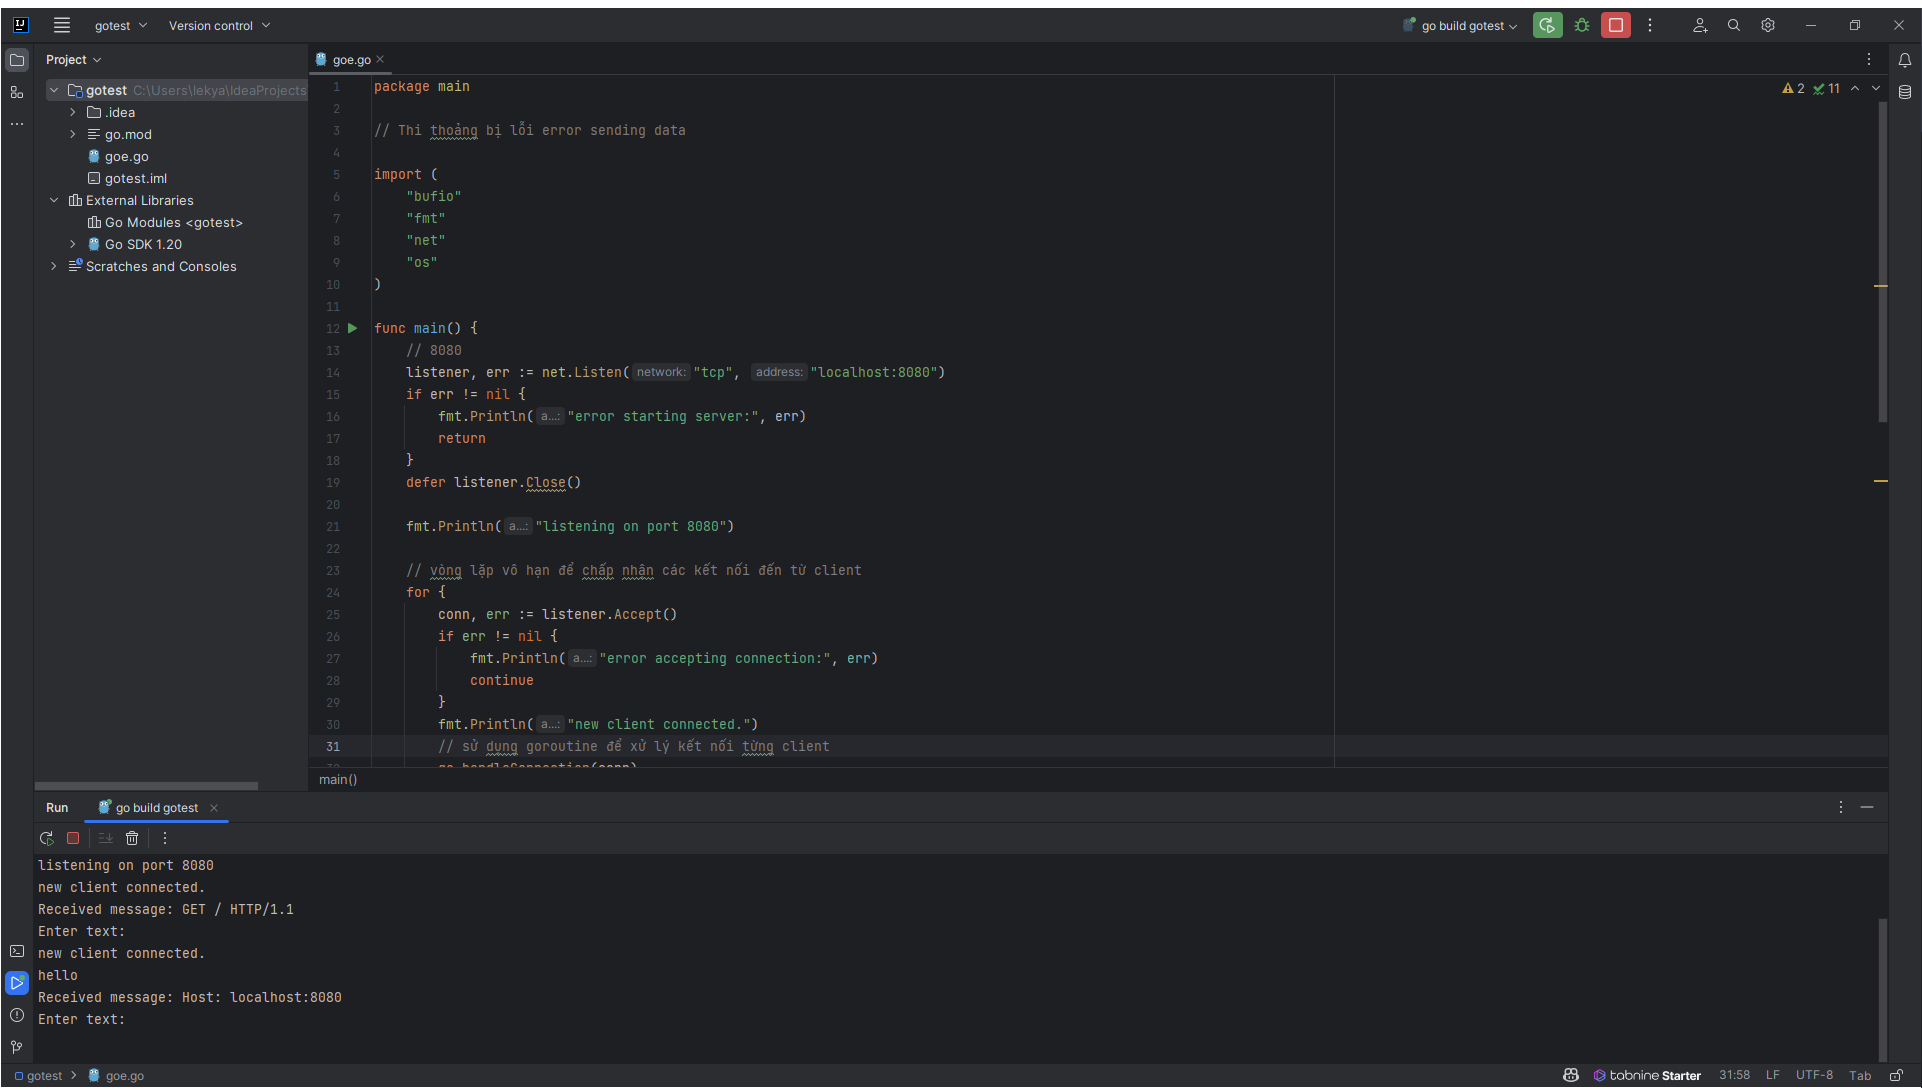 gotest
Version control
go build gotest
Project
goe.go
gotest C:\Users\lekya\IdeaProjects
.idea
go.mod
goe.go
gotest.iml
External Libraries
Go Modules <gotest>
Go SDK 1.20
Scratches and Consoles
2 11
1 package main
2
3 // Thi thoảng bị lỗi error sending data
4
5 import (
6 "bufio"
7 "fmt"
8 "net"
9 "os"
10 )
11
12 func main() {
13 // 8080
14 listener, err := net.Listen( network: "tcp", address: "localhost:8080")
15 if err != nil {
16 fmt.Println( a...: "error starting server:", err)
17 return
18 }
19 defer listener.Close()
20
21 fmt.Println( a...: "listening on port 8080")
22
23 // vòng lặp vô hạn để chấp nhận các kết nối đến từ client
24 for {
25 conn, err := listener.Accept()
26 if err != nil {
27 fmt.Println( a...: "error accepting connection:", err)
28 continue
29 }
30 fmt.Println( a...: "new client connected.")
31 // sử dụng goroutine để xử lý kết nối từng client
32 go handleConnection(conn)
main()
Run
go build gotest
listening on port 8080
new client connected.
Received message: GET / HTTP/1.1
Enter text:
new client connected.
hello
Received message: Host: localhost:8080
Enter text:
gotest
goe.go
tabnine Starter
31:58
LF
UTF-8
Tab